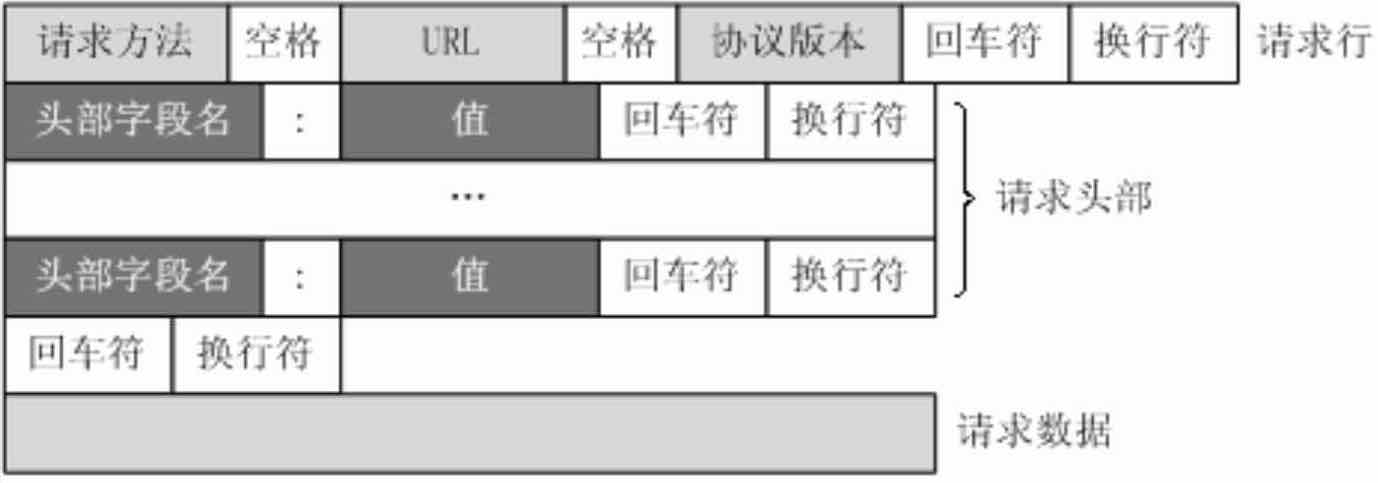 请求方法 空格 URL 空格 协议版本 回车符 换行符 请求行
头部字段名 : 值 回车符 换行符
... 请求头部
头部字段名 : 值 回车符 换行符
回车符 换行符
请求数据